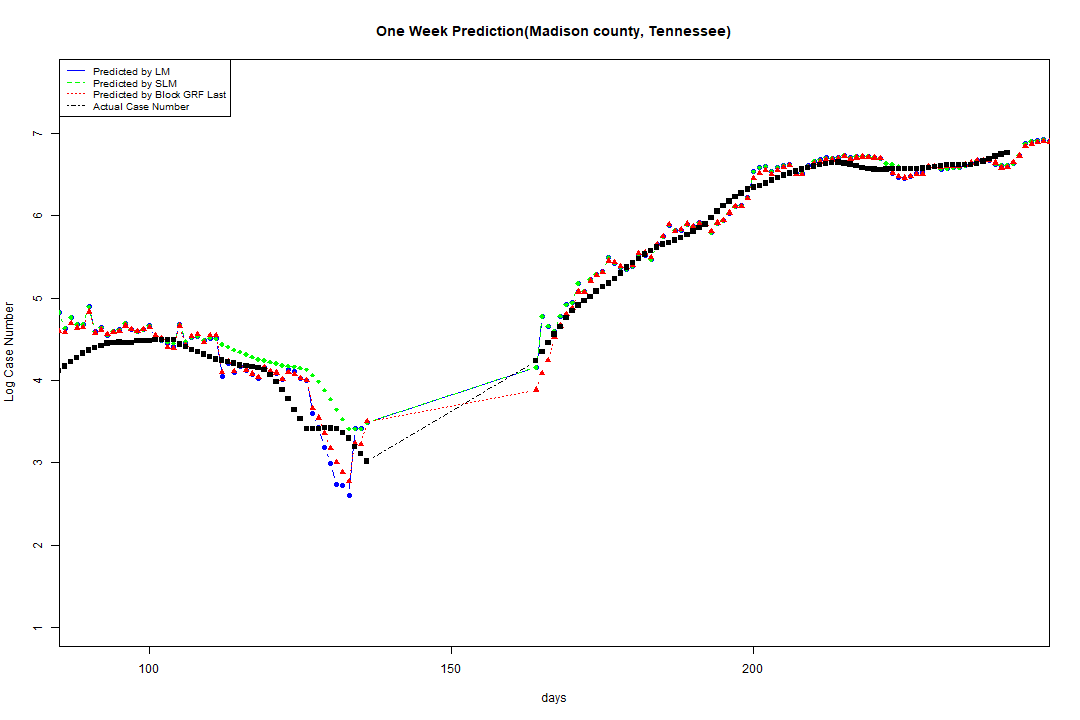 One Week Prediction(Madison county, Tennessee)
Predicted by LM
Predicted by SLM
Predicted by Block GRF Last
Actual Case Number
7
6
5
4
3
2
1
Log Case Number
100 150 200
days